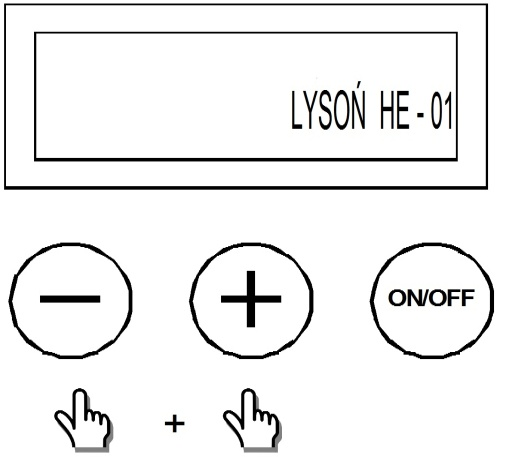 LYSOŃ HE - 01
− + ON/OFF
+